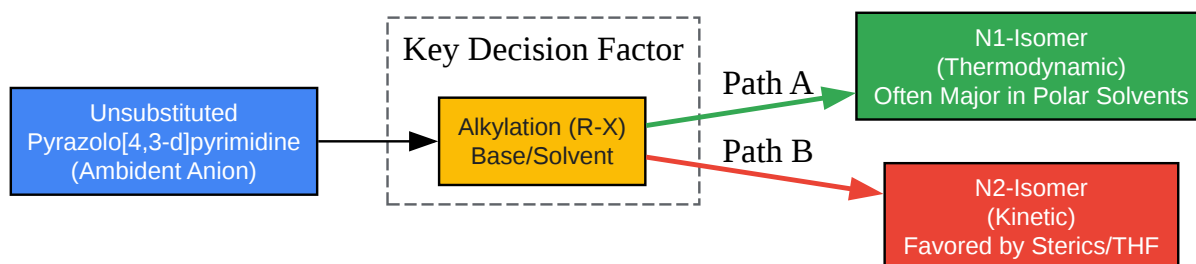 Unsubstituted
Pyrazolo[4,3-d]pyrimidine
(Ambident Anion)
Key Decision Factor
Alkylation (R-X)
Base/Solvent
Path A
Path B
N1-Isomer
(Thermodynamic)
Often Major in Polar Solvents
N2-Isomer
(Kinetic)
Favored by Sterics/THF